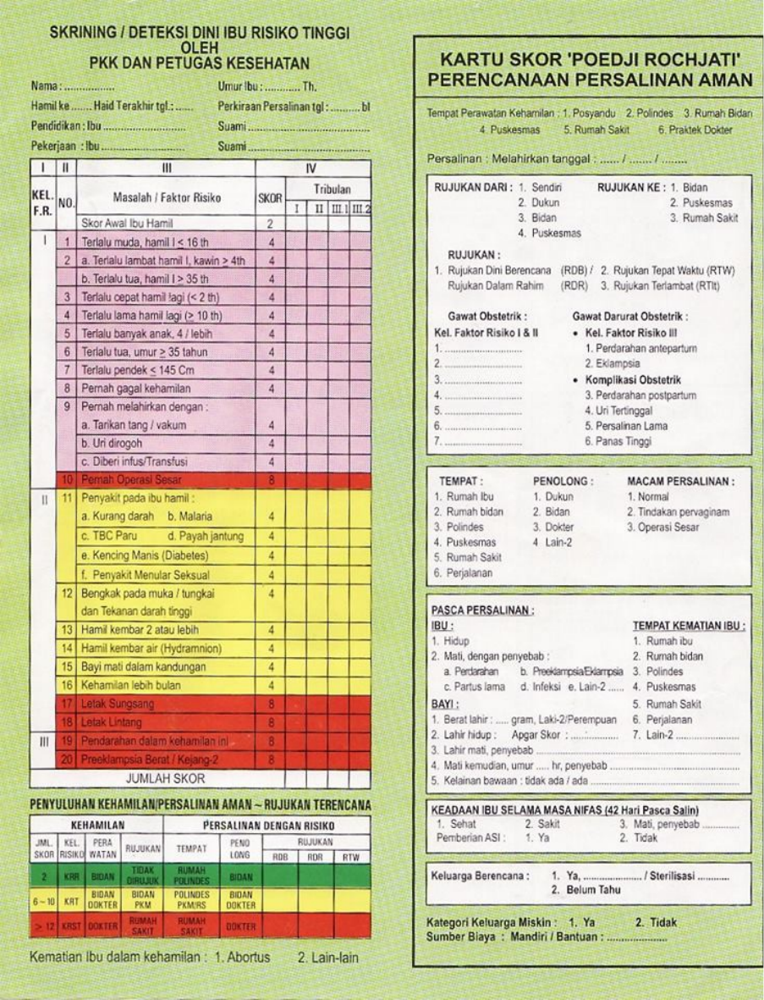 SKRINING / DETEKSI DINI IBU RISIKO TINGGI
OLEH
PKK DAN PETUGAS KESEHATAN
Nama : ................ Umur Ibu : ............ Th.
Hamil ke ....... Haid Terakhir tgl.: ...... Perkiraan Persalinan tgl : .......... bl
Pendidikan : Ibu ........................ Suami ....................................
Pekerjaan : Ibu ........................ Suami ....................................
I II III IV
KEL. F.R. NO. Masalah / Faktor Risiko SKOR Tribulan
I II III.1 III.2
Skor Awal Ibu Hamil 2
I 1 Terlalu muda, hamil I < 16 th 4
2 a. Terlalu lambat hamil I, kawin ≥ 4th 4
b. Terlalu tua, hamil I ≥ 35 th 4
3 Terlalu cepat hamil lagi (< 2 th) 4
4 Terlalu lama hamil lagi (≥ 10 th) 4
5 Terlalu banyak anak, 4 / lebih 4
6 Terlalu tua, umur ≥ 35 tahun 4
7 Terlalu pendek ≤ 145 Cm 4
8 Pernah gagal kehamilan 4
9 Pernah melahirkan dengan :
a. Tarikan tang / vakum 4
b. Uri dirogoh 4
c. Diberi infus/Transfusi 4
10 Pernah Operasi Sesar 8
II 11 Penyakit pada ibu hamil :
a. Kurang darah b. Malaria 4
c. TBC Paru d. Payah jantung 4
e. Kencing Manis (Diabetes) 4
f. Penyakit Menular Seksual 4
12 Bengkak pada muka / tungkai 4
dan Tekanan darah tinggi
13 Hamil kembar 2 atau lebih 4
14 Hamil kembar air (Hydramnion) 4
15 Bayi mati dalam kandungan 4
16 Kehamilan lebih bulan 4
17 Letak Sungsang 8
18 Letak Lintang 8
III 19 Pendarahan dalam kehamilan ini 8
20 Preeklampsia Berat / Kejang-2 8
JUMLAH SKOR
PENYULUHAN KEHAMILAN/PERSALINAN AMAN ~ RUJUKAN TERENCANA
KEHAMILAN PERSALINAN DENGAN RISIKO
JML. SKOR KEL. RISIKO PERA WATAN RUJUKAN TEMPAT PENO LONG RUJUKAN
RDB RDR RTW
2 KRR BIDAN TIDAK DIRUJUK RUMAH POLINDES BIDAN
6 ~ 10 KRT BIDAN DOKTER BIDAN PKM POLINDES PKM/RS BIDAN DOKTER
> 12 KRST DOKTER RUMAH SAKIT RUMAH SAKIT DOKTER
Kematian Ibu dalam kehamilan : 1. Abortus 2. Lain-lain
KARTU SKOR 'POEDJI ROCHJATI'
PERENCANAAN PERSALINAN AMAN
Tempat Perawatan Kehamilan : 1. Posyandu 2. Polindes 3. Rumah Bidan
4. Puskesmas 5. Rumah Sakit 6. Praktek Dokter
Persalinan : Melahirkan tanggal : ...... / ....... / ........
RUJUKAN DARI : 1. Sendiri RUJUKAN KE : 1. Bidan
2. Dukun 2. Puskesmas
3. Bidan 3. Rumah Sakit
4. Puskesmas
RUJUKAN :
1. Rujukan Dini Berencana (RDB) / 2. Rujukan Tepat Waktu (RTW)
Rujukan Dalam Rahim (RDR) 3. Rujukan Terlambat (RTlt)
Gawat Obstetrik : Gawat Darurat Obstetrik :
Kel. Faktor Risiko I & II • Kel. Faktor Risiko III
1. ........................ 1. Perdarahan antepartum
2. ........................ 2. Eklampsia
3. ........................ • Komplikasi Obstetrik
4. ........................ 3. Perdarahan postpartum
5. ........................ 4. Uri Tertinggal
6. ........................ 5. Persalinan Lama
7. ........................ 6. Panas Tinggi
TEMPAT : PENOLONG : MACAM PERSALINAN :
1. Rumah Ibu 1. Dukun 1. Normal
2. Rumah bidan 2. Bidan 2. Tindakan pervaginam
3. Polindes 3. Dokter 3. Operasi Sesar
4. Puskesmas 4 Lain-2
5. Rumah Sakit
6. Perjalanan
PASCA PERSALINAN :
IBU : TEMPAT KEMATIAN IBU :
1. Hidup 1. Rumah ibu
2. Mati, dengan penyebab : 2. Rumah bidan
a. Perdarahan b. Preeklampsia/Eklampsia 3. Polindes
c. Partus lama d. Infeksi e. Lain-2 ...... 4. Puskesmas
BAYI : 5. Rumah Sakit
1. Berat lahir : ..... gram, Laki-2/Perempuan 6. Perjalanan
2. Lahir hidup : Apgar Skor : ............... 7. Lain-2 ....................
3. Lahir mati, penyebab ................................................
4. Mati kemudian, umur ..... hr, penyebab ................................
5. Kelainan bawaan : tidak ada / ada ......................................
KEADAAN IBU SELAMA MASA NIFAS (42 Hari Pasca Salin)
1. Sehat 2. Sakit 3. Mati, penyebab ............
Pemberian ASI : 1. Ya 2. Tidak
Keluarga Berencana : 1. Ya, ...................... / Sterilisasi ............
2. Belum Tahu
Kategori Keluarga Miskin : 1. Ya 2. Tidak
Sumber Biaya : Mandiri / Bantuan : ....................